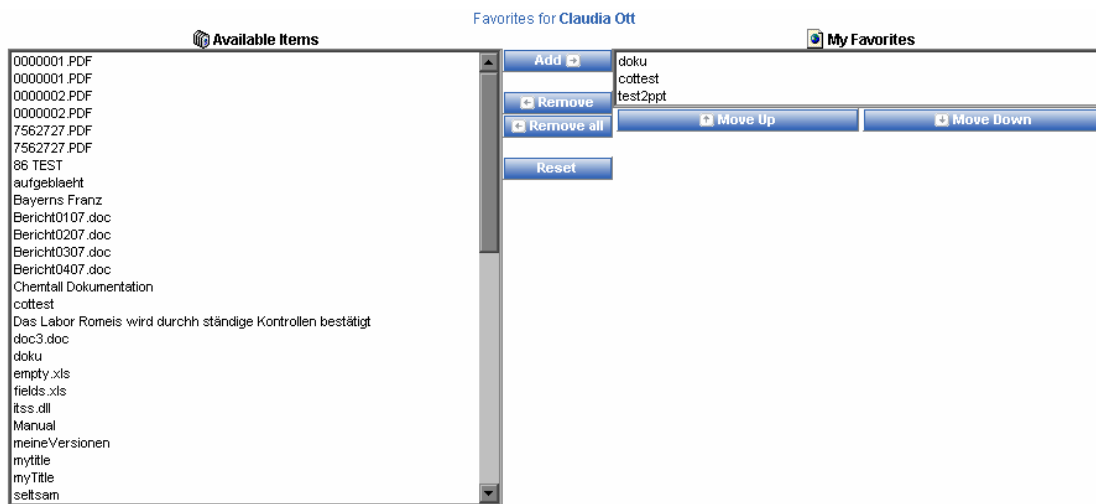 Favorites for Claudia Ott
Available Items
0000001.PDF
0000001.PDF
0000002.PDF
0000002.PDF
7562727.PDF
7562727.PDF
86 TEST
aufgeblaeht
Bayerns Franz
Bericht0107.doc
Bericht0207.doc
Bericht0307.doc
Bericht0407.doc
Chemtall Dokumentation
cottest
Das Labor Romeis wird durchh ständige Kontrollen bestätigt
doc3.doc
doku
empty.xls
fields.xls
itss.dll
Manual
meineVersionen
mytitle
myTitle
seltsam
Add
Remove
Remove all
Reset
My Favorites
doku
cottest
test2ppt
Move Up
Move Down